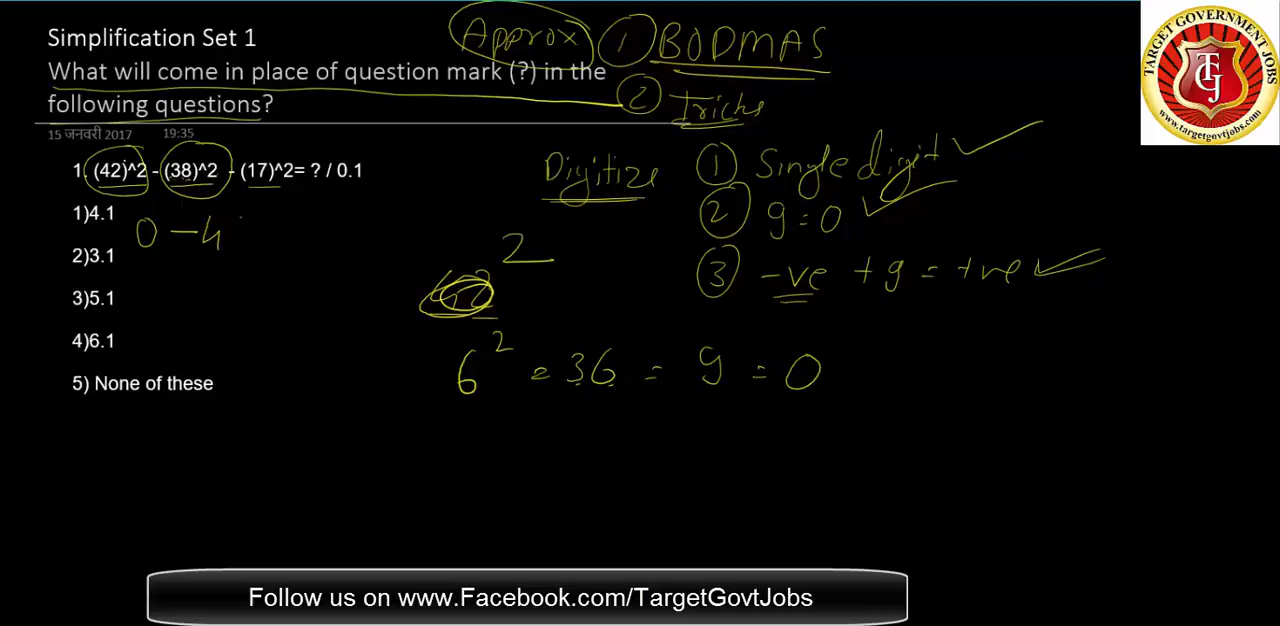 Simplification Set 1
What will come in place of question mark (?) in the
following questions?
15 जनवरी 2017 19:35
Approx 1 BODMAS
2 Tricks
1. (42)^2 - (38)^2 - (17)^2= ? / 0.1
1)4.1
2)3.1
3)5.1
4)6.1
5) None of these
0 - 4
Digitize
1 Single digit
2 9 = 0
3 -ve + 9 = +ve
2
6² = 36 = 9 = 0
TARGET GOVERNMENT JOBS
TGJ
www.targetgovtjobs.com
Follow us on www.Facebook.com/TargetGovtJobs